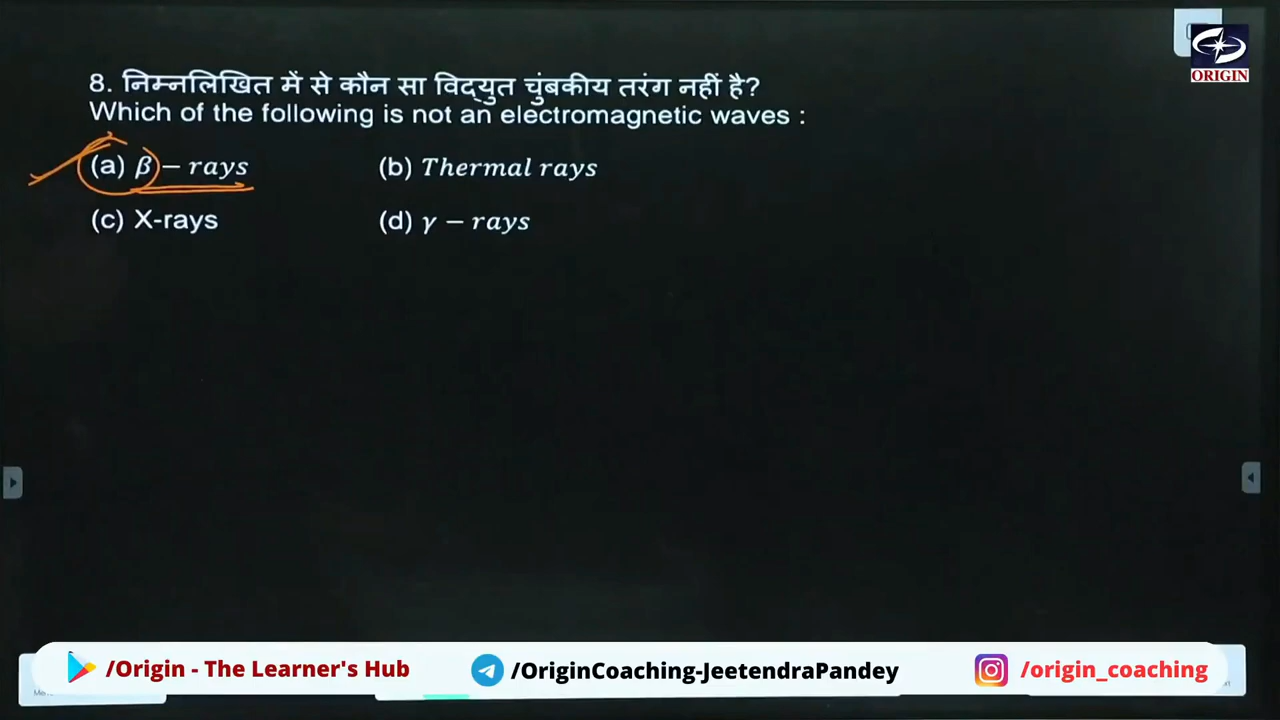 ORIGIN
8. निम्नलिखित में से कौन सा विद्युत चुंबकीय तरंग नहीं है?
Which of the following is not an electromagnetic waves :
(a) β − rays (b) Thermal rays
(c) X-rays (d) γ − rays
/Origin - The Learner's Hub /OriginCoaching-JeetendraPandey /origin_coaching